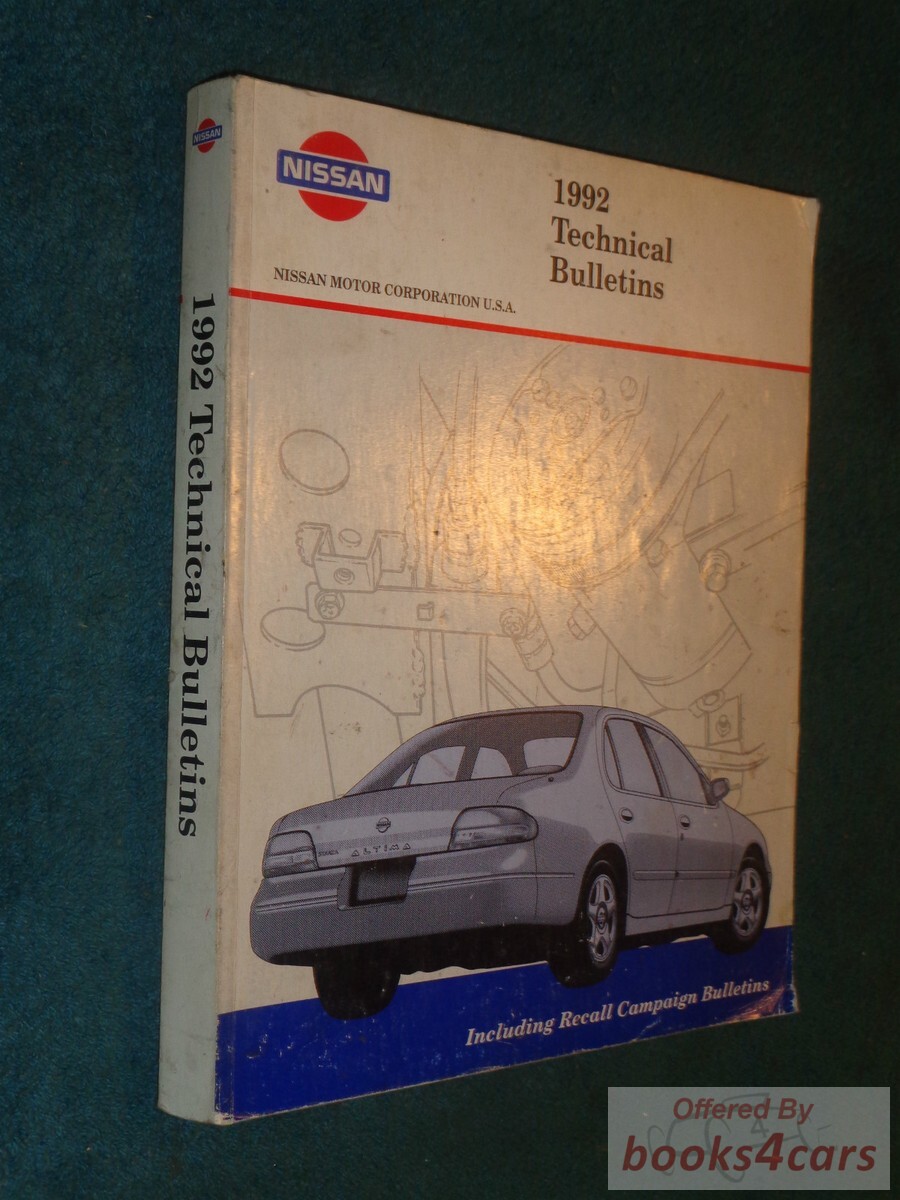 NISSAN
1992 Technical Bulletins
NISSAN
1992
Technical
Bulletins
NISSAN MOTOR CORPORATION U.S.A.
STANZA
ALTIMA
Including Recall Campaign Bulletins
Offered By
books4cars